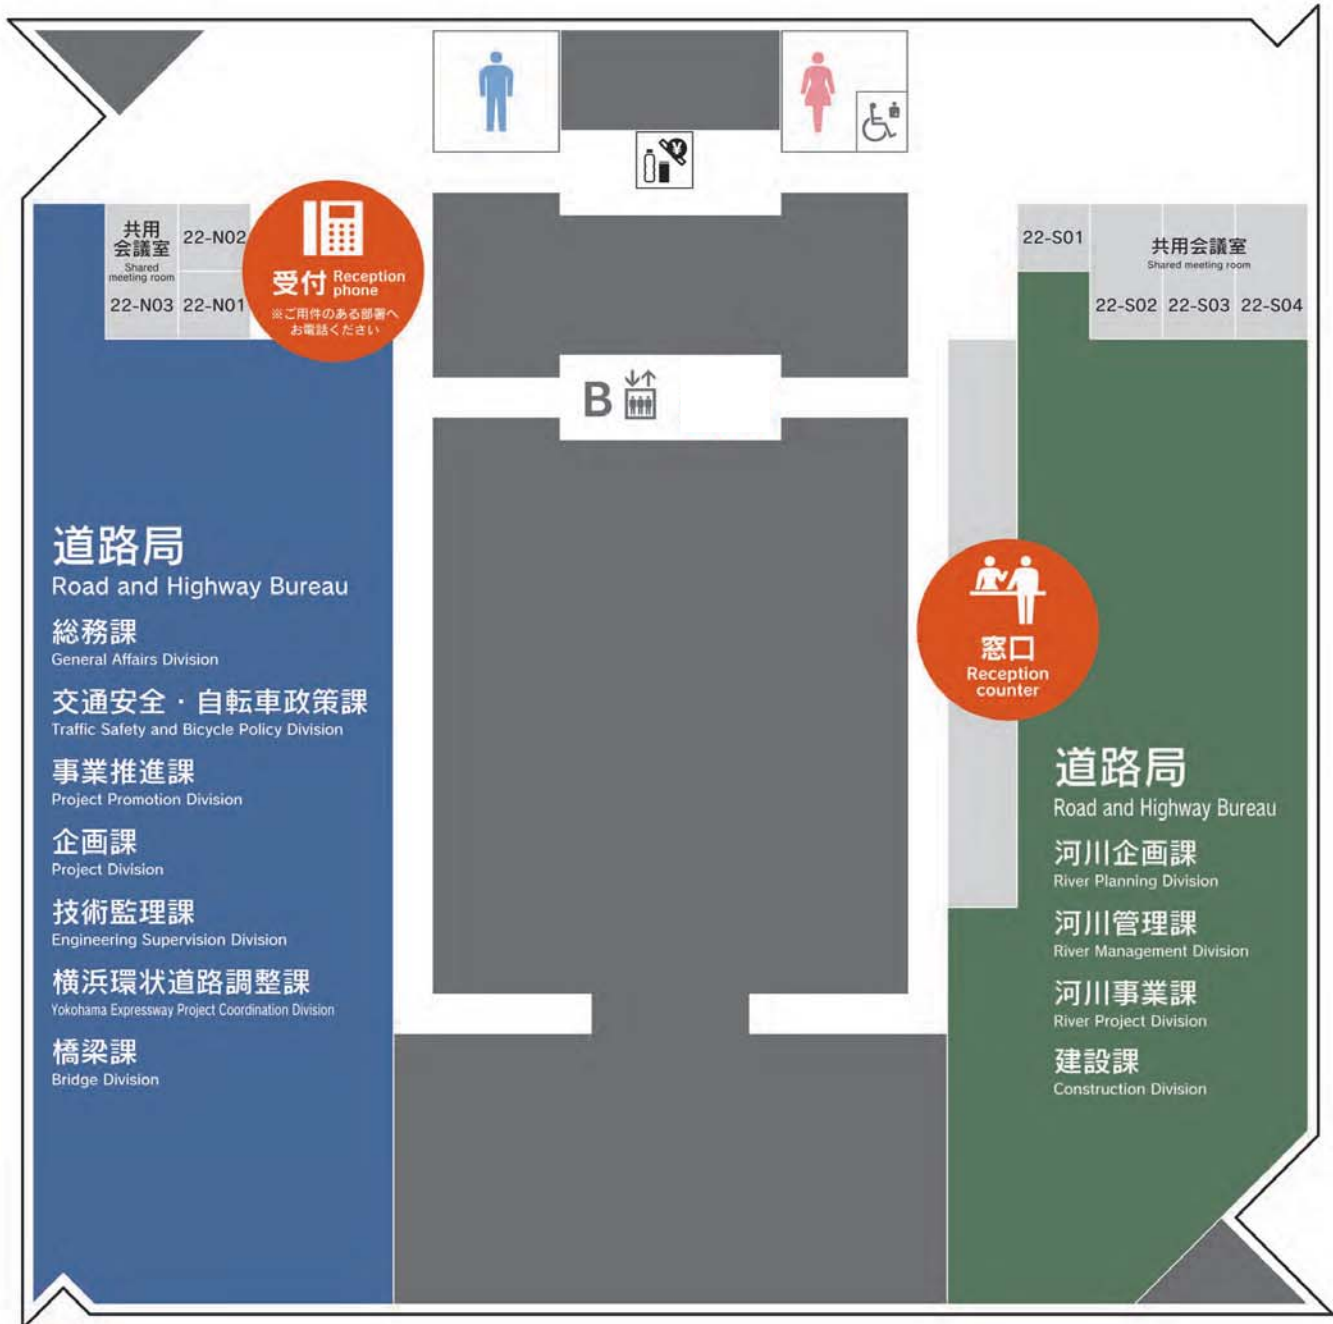 共用
会議室
Shared
meeting room
22-N02
22-N03
22-N01
受付 Reception
phone
※ご用件のある部署へ
お電話ください
¥
B
22-S01
共用会議室
Shared meeting room
22-S02
22-S03
22-S04
道路局
Road and Highway Bureau
総務課
General Affairs Division
交通安全・自転車政策課
Traffic Safety and Bicycle Policy Division
事業推進課
Project Promotion Division
企画課
Project Division
技術監理課
Engineering Supervision Division
横浜環状道路調整課
Yokohama Expressway Project Coordination Division
橋梁課
Bridge Division
窓口
Reception
counter
道路局
Road and Highway Bureau
河川企画課
River Planning Division
河川管理課
River Management Division
河川事業課
River Project Division
建設課
Construction Division